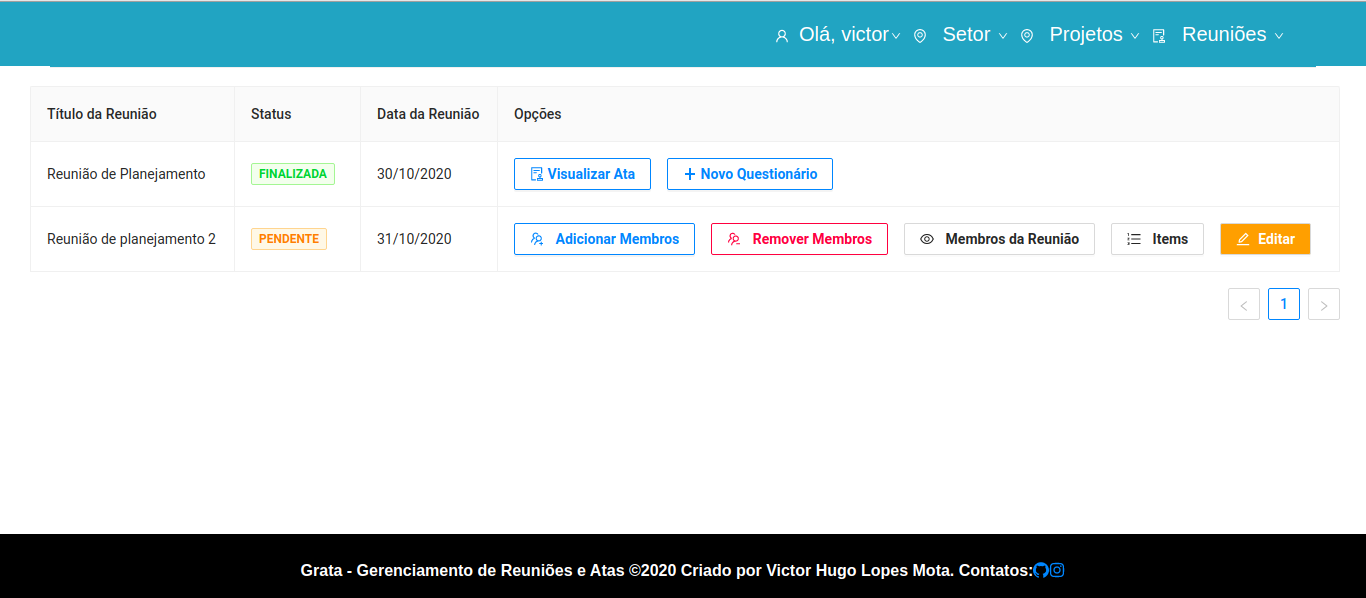 Olá, victor Setor Projetos Reuniões
Título da Reunião Status Data da Reunião Opções
Reunião de Planejamento FINALIZADA 30/10/2020 Visualizar Ata + Novo Questionário
Reunião de planejamento 2 PENDENTE 31/10/2020 Adicionar Membros Remover Membros Membros da Reunião Items Editar
< 1 >
Grata - Gerenciamento de Reuniões e Atas ©2020 Criado por Victor Hugo Lopes Mota. Contatos: